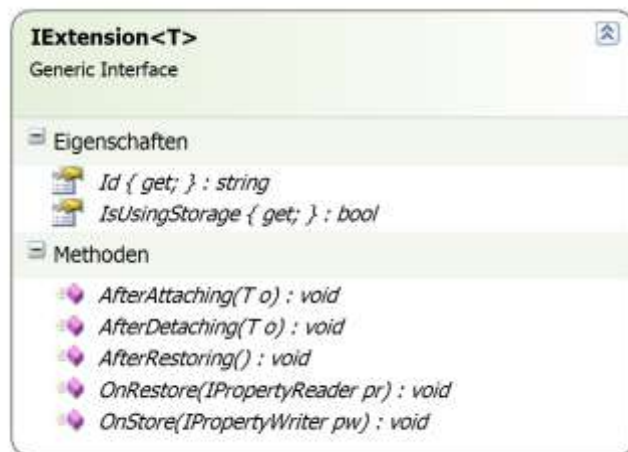 IExtension<T>
Generic Interface
Eigenschaften
Id { get; } : string
IsUsingStorage { get; } : bool
Methoden
AfterAttaching(T o) : void
AfterDetaching(T o) : void
AfterRestoring() : void
OnRestore(IPropertyReader pr) : void
OnStore(IPropertyWriter pw) : void